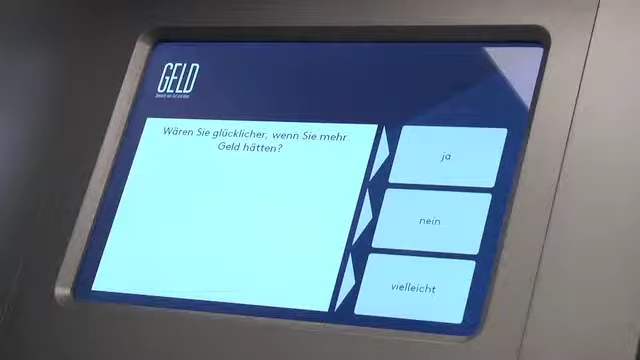 GELD
Wären Sie glücklicher, wenn Sie mehr
Geld hätten?
ja
nein
vielleicht